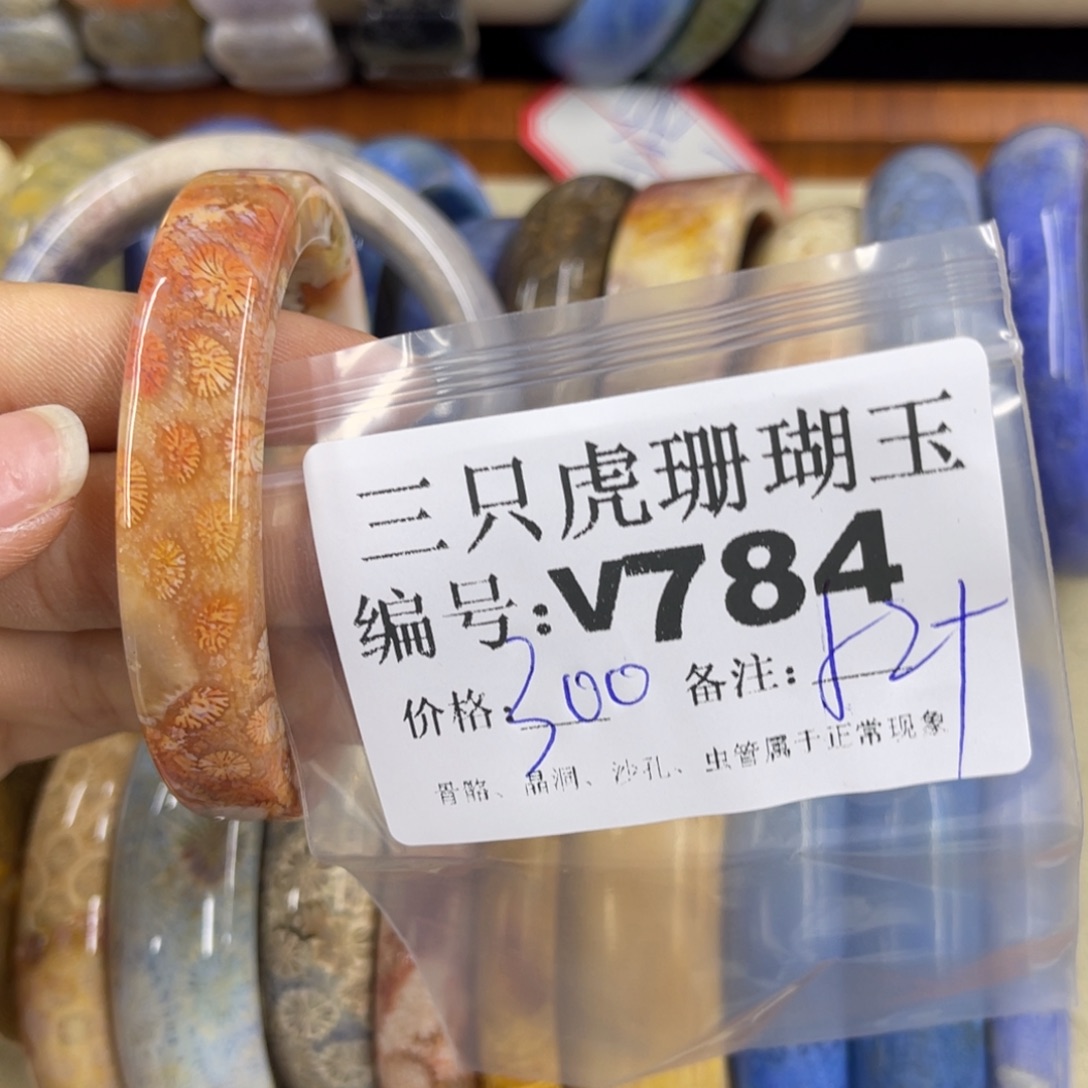 三只虎珊瑚玉
编号:V784
价格:300 备注:
骨骼、晶洞、沙孔、虫管属于正常现象